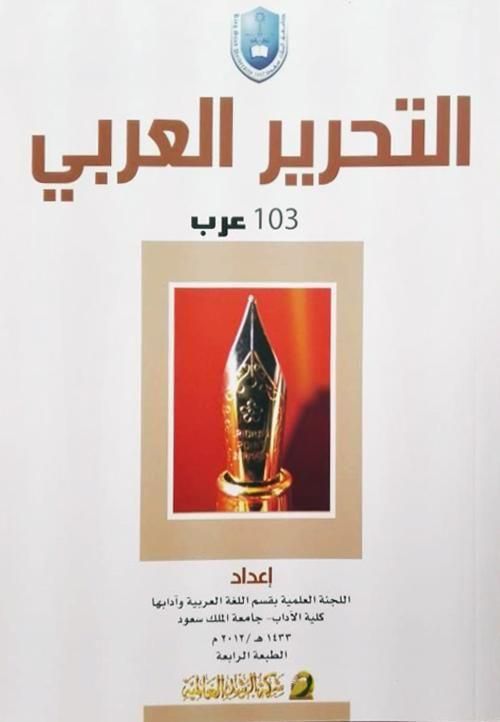 التحرير العربي
103 عرب
إعداد
اللجنة العلمية بقسم اللغة العربية وآدابها
كلية الآداب - جامعة الملك سعود
١٤٣٣ هـ /٢٠١٢ م
الطبعة الرابعة